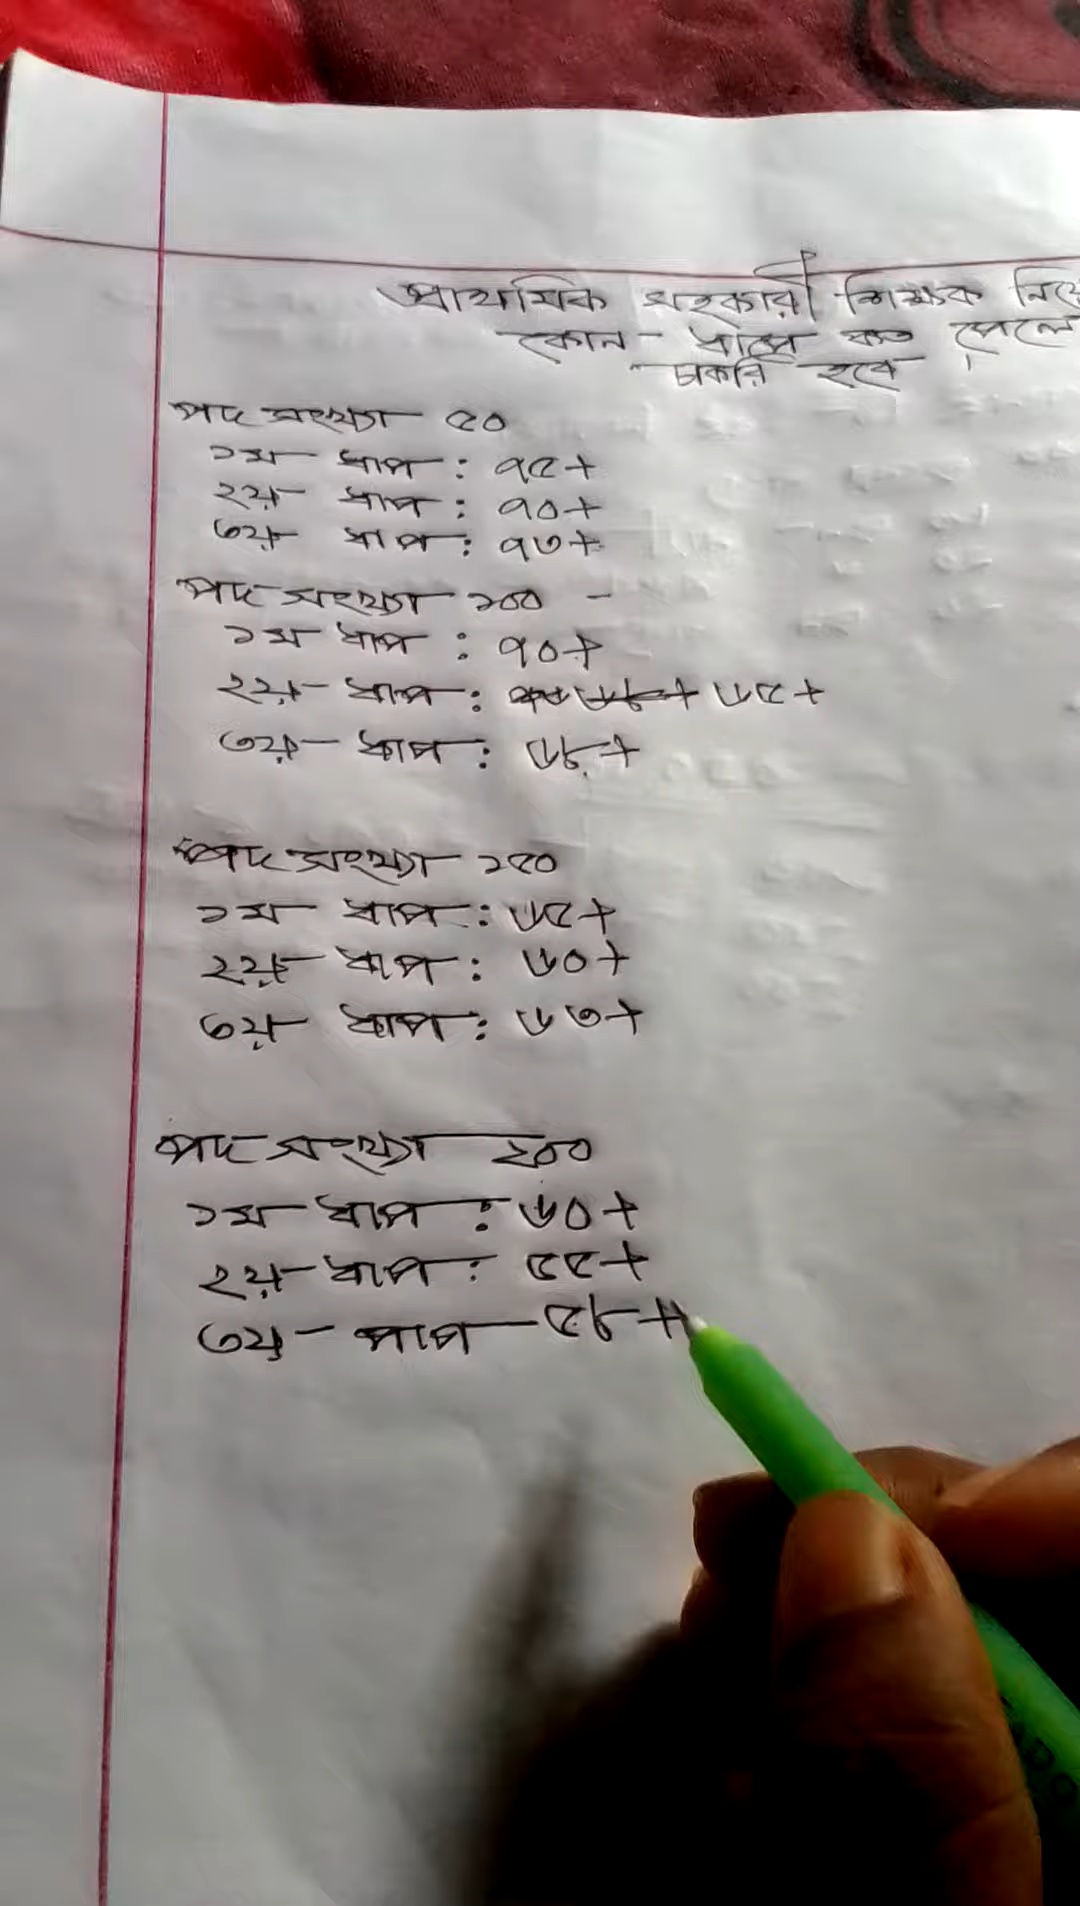 প্রাথমিক সহকারী শিক্ষক
কোন ধাপে কত পেলে
চাকরি হবে।
পদ সংখ্যা ৫০
১ম ধাপ: ৭৫+
২য় ধাপ: ৭০+
৩য় ধাপ: ৭৩+
পদ সংখ্যা ১০০ –
১ম ধাপ: ৭০+
২য় – ধাপ: ৬৫+
৩য় – ধাপ: ৬৮+
পদ সংখ্যা ১৫০
১ম ধাপ: ৬৫+
২য় ধাপ: ৬০+
৩য় ধাপ: ৬৩+
পদ সংখ্যা ২০০
১ম ধাপ: ৬০+
২য় – ধাপ: ৫৫+
৩য় – ধাপ – ৫৮+